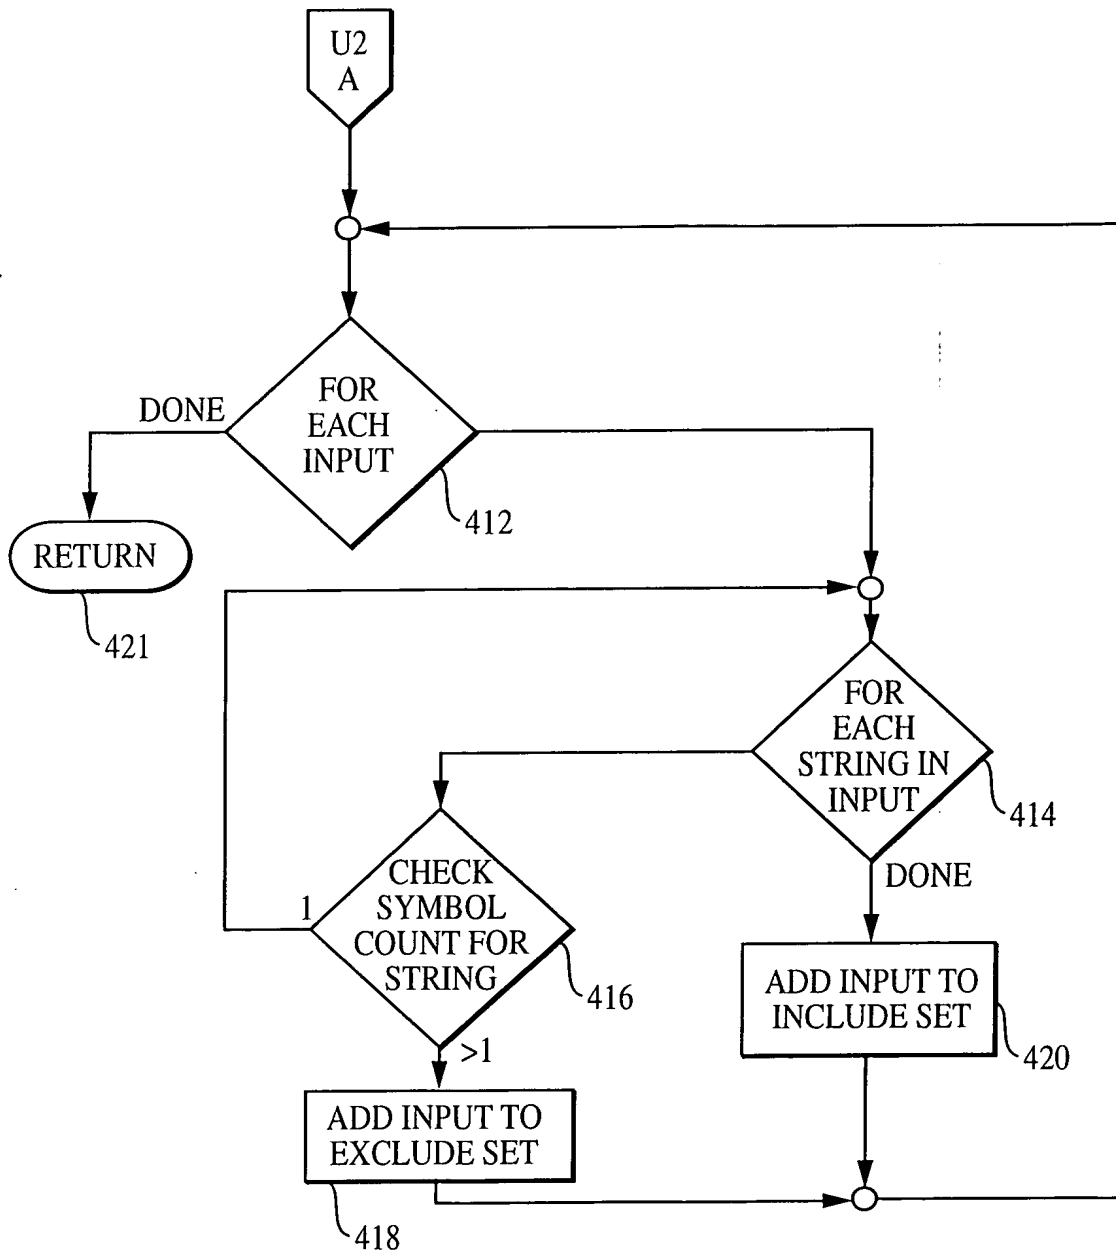 U2
A
DONE
FOR
EACH
INPUT
412
RETURN
421
FOR
EACH
STRING IN
INPUT
414
DONE
1
CHECK
SYMBOL
COUNT FOR
STRING
416
>1
ADD INPUT TO
INCLUDE SET
420
ADD INPUT TO
EXCLUDE SET
418